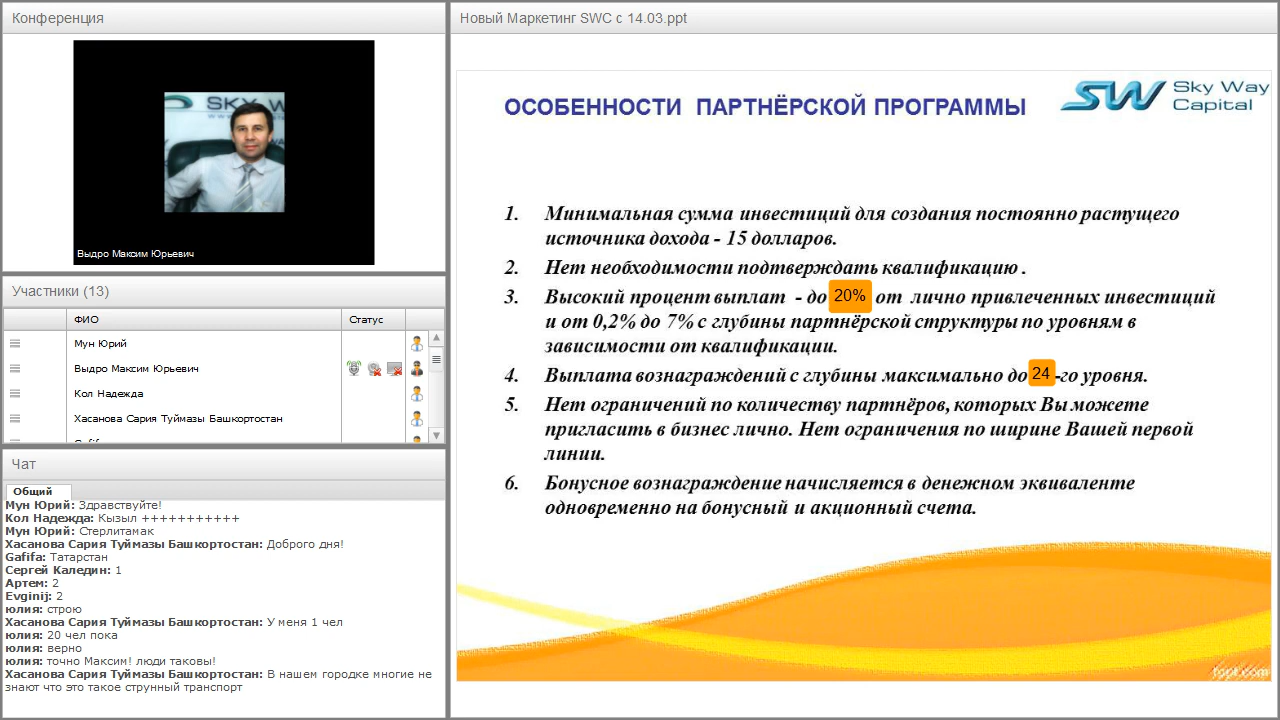 Конференция
Выдро Максим Юрьевич
Участники (13)
ФИО
Статус
Мун Юрий
Выдро Максим Юрьевич
Кол Надежда
Хасанова Сария Туймазы Башкортостан
Чат
Общий
Мун Юрий: Здравствуйте!
Кол Надежда: Кызыл +++++++++++
Мун Юрий: Стерлитамак
Хасанова Сария Туймазы Башкортостан: Доброго дня!
Gafifa: Татарстан
Сергей Каледин: 1
Артем: 2
Evginij: 2
юлия: строю
Хасанова Сария Туймазы Башкортостан: У меня 1 чел
юлия: 20 чел пока
юлия: верно
юлия: точно Максим! люди таковы!
Хасанова Сария Туймазы Башкортостан: В нашем городке многие не
знают что это такое струнный транспорт
Новый Маркетинг SWC с 14.03.ppt
SW Sky Way
Capital
ОСОБЕННОСТИ ПАРТНЁРСКОЙ ПРОГРАММЫ
1. Минимальная сумма инвестиций для создания постоянно растущего
источника дохода - 15 долларов.
2. Нет необходимости подтверждать квалификацию .
3. Высокий процент выплат - до 20% от лично привлеченных инвестиций
и от 0,2% до 7% с глубины партнёрской структуры по уровням в
зависимости от квалификации.
4. Выплата вознаграждений с глубины максимально до 24-го уровня.
5. Нет ограничений по количеству партнёров, которых Вы можете
пригласить в бизнес лично. Нет ограничения по ширине Вашей первой
линии.
6. Бонусное вознаграждение начисляется в денежном эквиваленте
одновременно на бонусный и акционный счета.